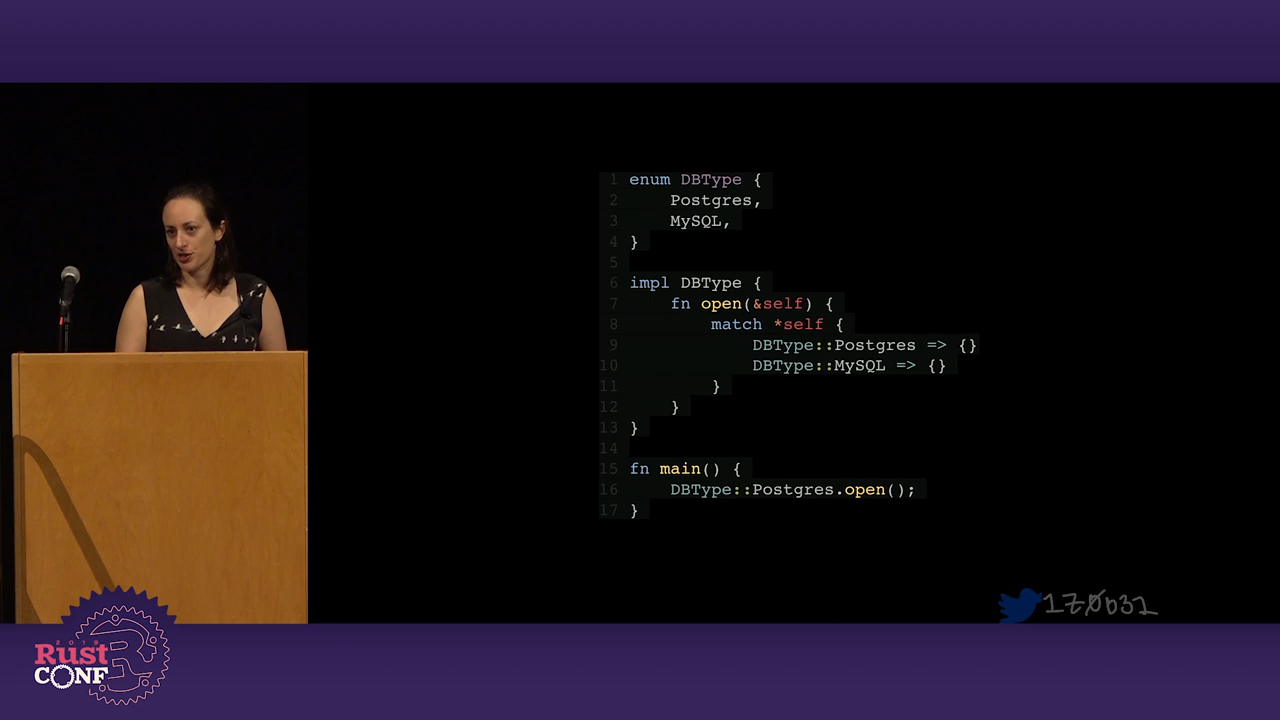 1 enum DBType {
2 Postgres,
3 MySQL,
4 }
5
6 impl DBType {
7 fn open(&self) {
8 match *self {
9 DBType::Postgres => {}
10 DBType::MySQL => {}
11 }
12 }
13 }
14
15 fn main() {
16 DBType::Postgres.open();
17 }
2019
Rust
CONF